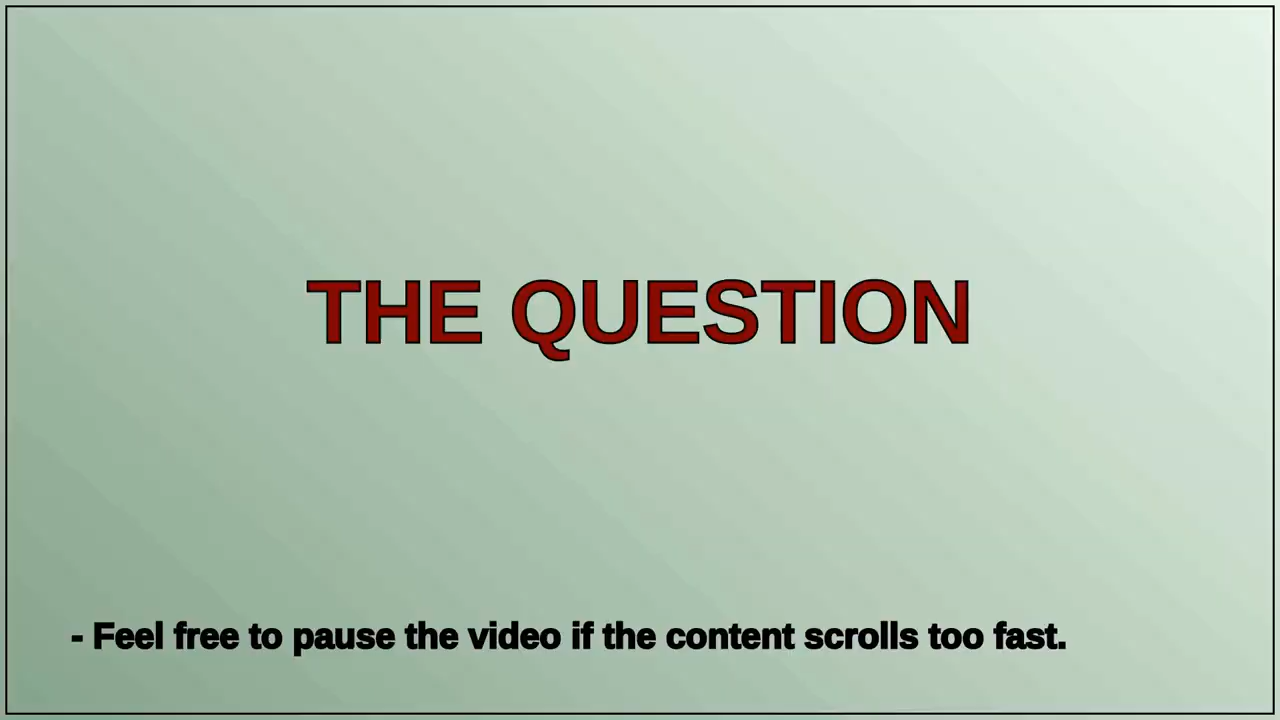 THE QUESTION
- Feel free to pause the video if the content scrolls too fast.